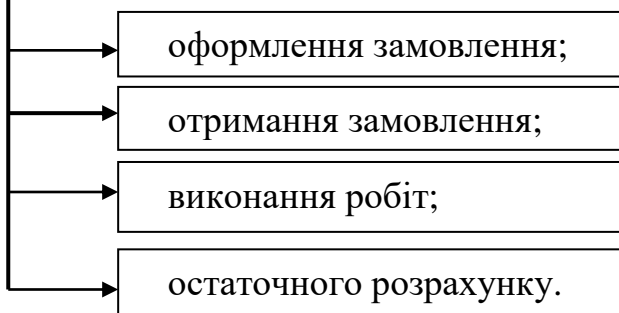 оформлення замовлення;
отримання замовлення;
виконання робіт;
остаточного розрахунку.